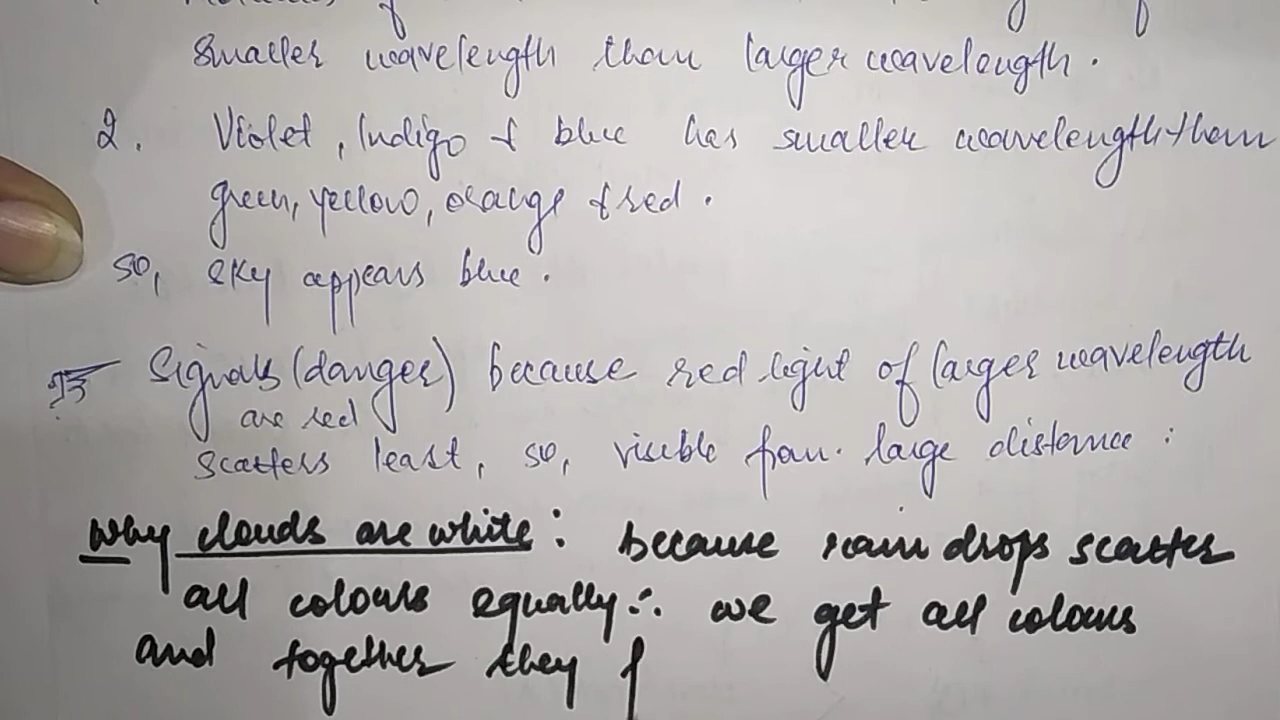 smaller wavelength than larger wavelength.
2. Violet, Indigo & blue has smaller wavelength than
green, yellow, orange & red.
so, sky appears blue.
Signals (danger) because red light of larger wavelength
are red
scatters least, so, visible from large distance:
Why clouds are white: because rain drops scatter
all colours equally ∴ we get all colours
and together they f